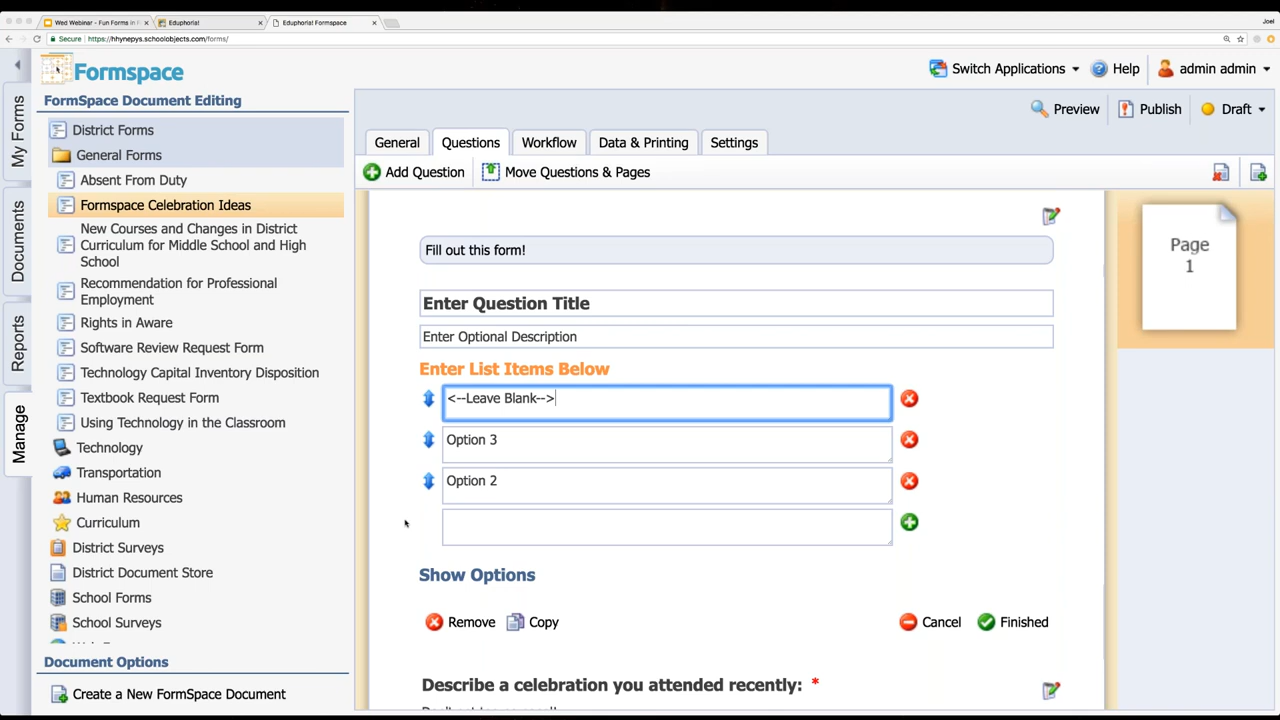 Wed Webinar - Fun Forms in F
Eduphoria!
Eduphoria! Formspace
Joel
Secure
https://hhynepys.schoolobjects.com/forms/
Formspace
Switch Applications
Help
admin admin
My Forms
Documents
Reports
Manage
FormSpace Document Editing
District Forms
General Forms
Absent From Duty
Formspace Celebration Ideas
New Courses and Changes in District
Curriculum for Middle School and High
School
Recommendation for Professional
Employment
Rights in Aware
Software Review Request Form
Technology Capital Inventory Disposition
Textbook Request Form
Using Technology in the Classroom
Technology
Transportation
Human Resources
Curriculum
District Surveys
District Document Store
School Forms
School Surveys
Document Options
Create a New FormSpace Document
Preview
Publish
Draft
General
Questions
Workflow
Data & Printing
Settings
Add Question
Move Questions & Pages
Fill out this form!
Enter Question Title
Enter Optional Description
Enter List Items Below
<--Leave Blank-->
Option 3
Option 2
Show Options
Remove
Copy
Cancel
Finished
Describe a celebration you attended recently: *
Page
1